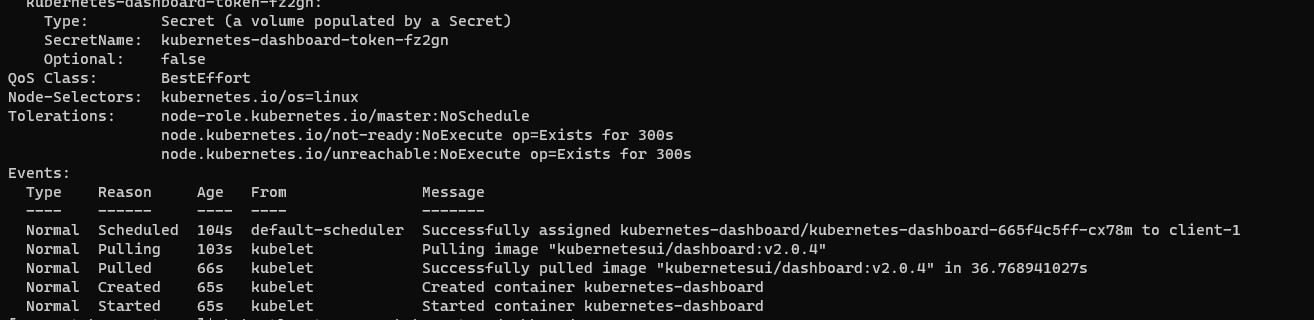 kubernetes-dashboard-token-fz2gn:
    Type:        Secret (a volume populated by a Secret)
    SecretName:  kubernetes-dashboard-token-fz2gn
    Optional:    false
QoS Class:       BestEffort
Node-Selectors:  kubernetes.io/os=linux
Tolerations:     node-role.kubernetes.io/master:NoSchedule
                 node.kubernetes.io/not-ready:NoExecute op=Exists for 300s
                 node.kubernetes.io/unreachable:NoExecute op=Exists for 300s
Events:
  Type    Reason     Age   From               Message
  ----    ------     ----  ----               -------
  Normal  Scheduled  104s  default-scheduler  Successfully assigned kubernetes-dashboard/kubernetes-dashboard-665f4c5ff-cx78m to client-1
  Normal  Pulling    103s  kubelet            Pulling image "kubernetesui/dashboard:v2.0.4"
  Normal  Pulled     66s   kubelet            Successfully pulled image "kubernetesui/dashboard:v2.0.4" in 36.768941027s
  Normal  Created    65s   kubelet            Created container kubernetes-dashboard
  Normal  Started    65s   kubelet            Started container kubernetes-dashboard